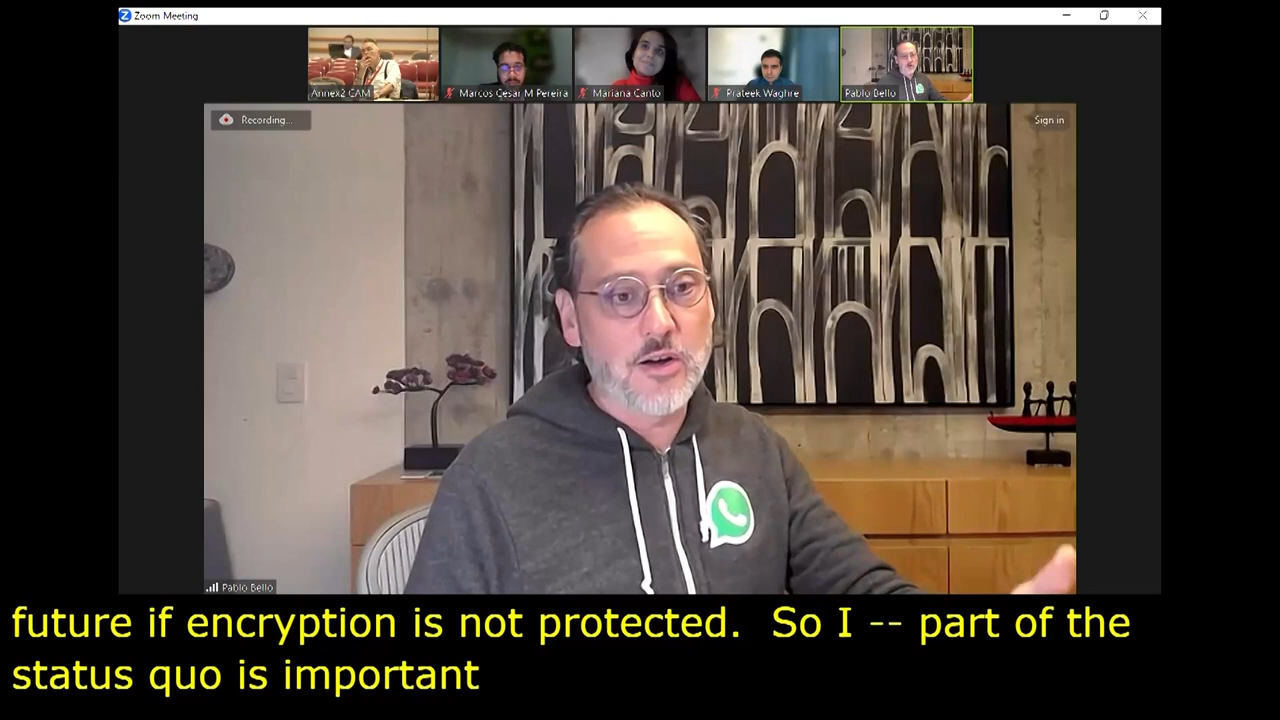 Zoom Meeting
Annex2 CAM
Marcos Cesar M Pereira
Mariana Canto
Prateek Waghre
Pablo Bello
Recording...
Sign in
Pablo Bello
future if encryption is not protected.  So I -- part of the
status quo is important